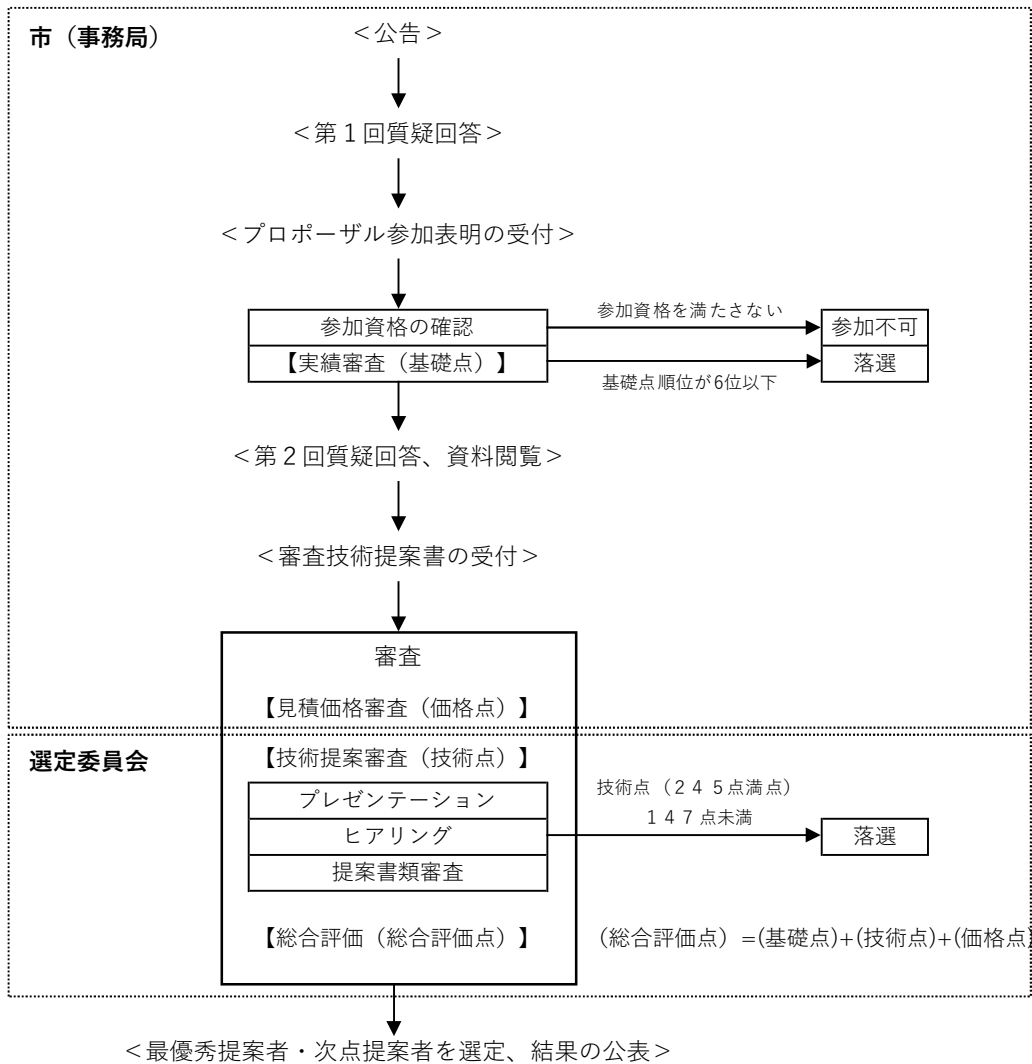 市（事務局）
＜公告＞
＜第１回質疑回答＞
＜プロポーザル参加表明の受付＞
参加資格の確認
参加資格を満たさない
参加不可
【実績審査（基礎点）】
基礎点順位が6位以下
落選
＜第２回質疑回答、資料閲覧＞
＜審査技術提案書の受付＞
審査
【見積価格審査（価格点）】
選定委員会
【技術提案審査（技術点）】
プレゼンテーション
ヒアリング
提案書類審査
技術点（２４５点満点）
１４７点未満
落選
【総合評価（総合評価点）】
（総合評価点）=(基礎点)+(技術点)+(価格点)
＜最優秀提案者・次点提案者を選定、結果の公表＞